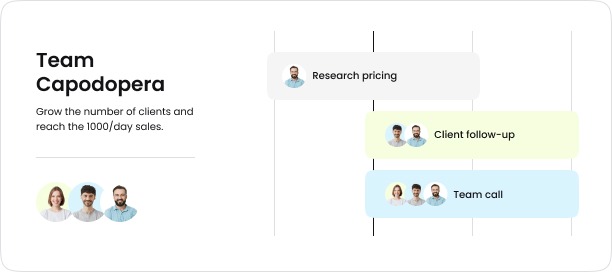 Team
Capodopera
Grow the number of clients and
reach the 1000/day sales.
Research pricing
Client follow-up
Team call